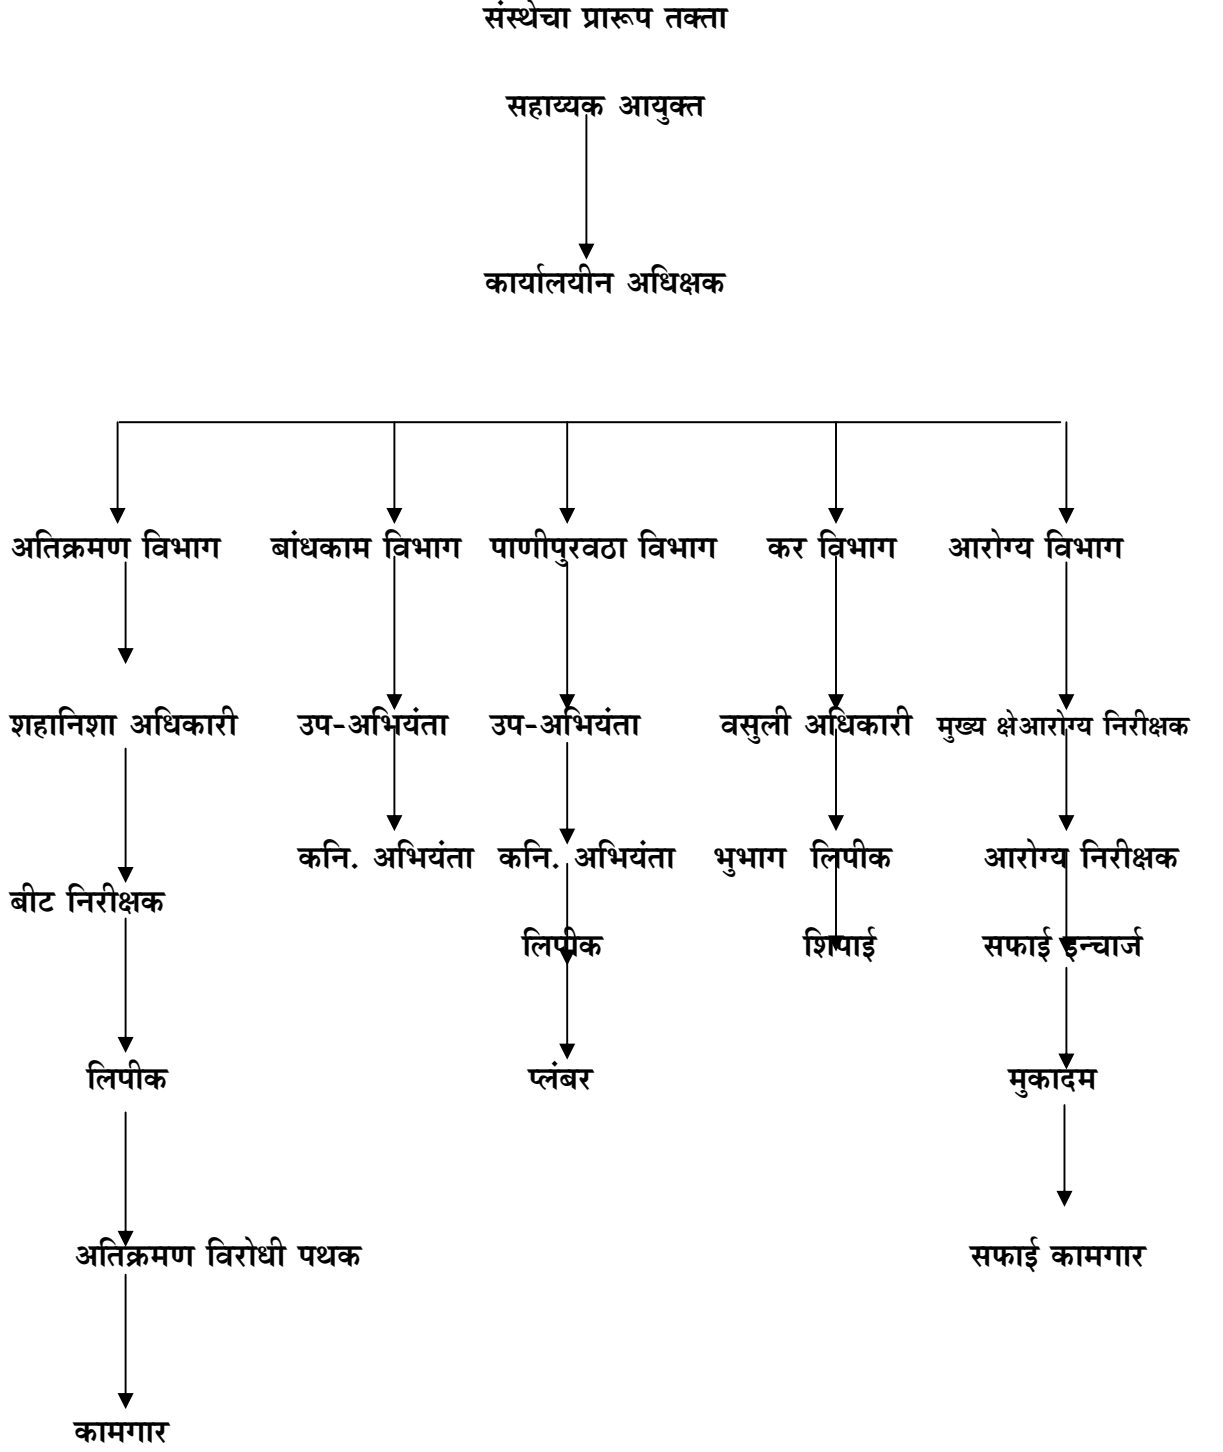 संस्थेचा प्रारूप तक्ता
सहाय्यक आयुक्त
कार्यालयीन अधिक्षक
अतिक्रमण विभाग बांधकाम विभाग पाणीपुरवठा विभाग कर विभाग आरोग्य विभाग
शहानिशा अधिकारी उप-अभियंता उप-अभियंता वसुली अधिकारी मुख्य क्षेआरोग्य निरीक्षक
कनि. अभियंता कनि. अभियंता भुभाग लिपीक आरोग्य निरीक्षक
बीट निरीक्षक
लिपीक शिपाई सफाई इन्चार्ज
लिपीक प्लंबर मुकादम
अतिक्रमण विरोधी पथक सफाई कामगार
कामगार